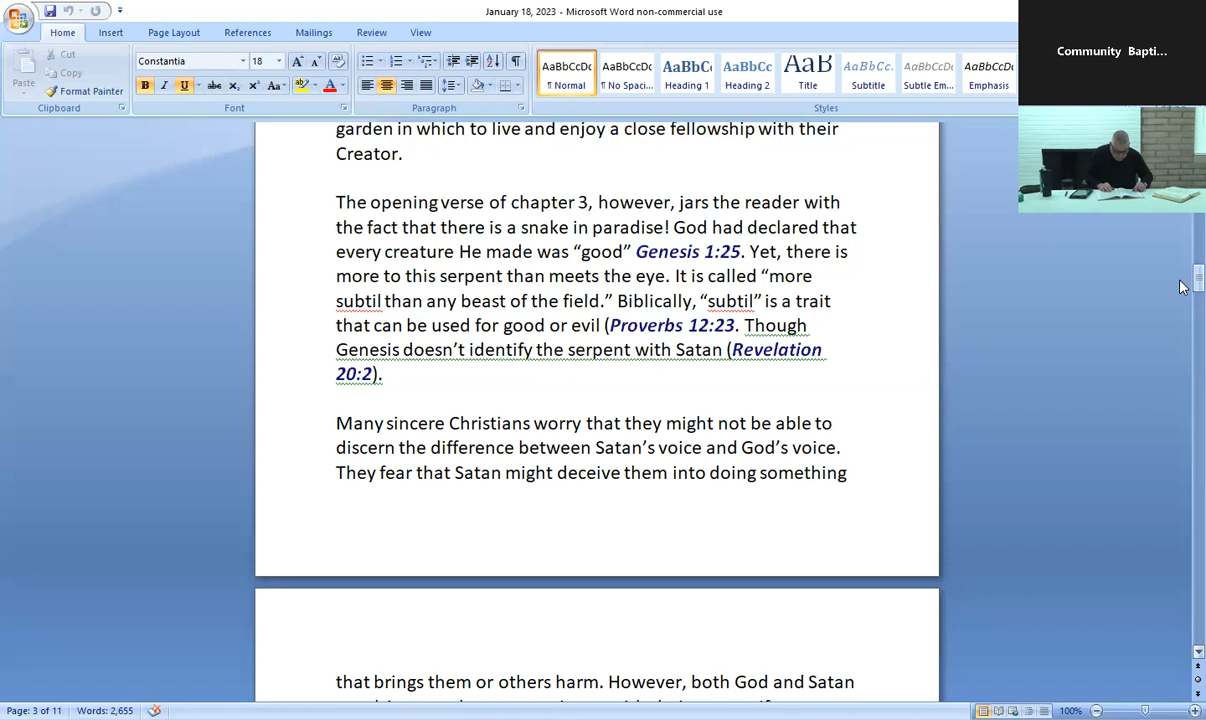 January 18, 2023 - Microsoft Word non-commercial use
Home Insert Page Layout References Mailings Review View
Cut
Copy
Format Painter
Paste
Clipboard
Constantia 18
Font
Paragraph
AaBbCcDc AaBbCcDc AaBbCc AaBbCc AaB AaBbCc. AaBbCcDc AaBbCcDc
¶ Normal ¶ No Spaci... Heading 1 Heading 2 Title Subtitle Subtle Em... Emphasis
Styles
Community Bapti...
garden in which to live and enjoy a close fellowship with their
Creator.
The opening verse of chapter 3, however, jars the reader with
the fact that there is a snake in paradise! God had declared that
every creature He made was “good” Genesis 1:25. Yet, there is
more to this serpent than meets the eye. It is called “more
subtil than any beast of the field.” Biblically, “subtil” is a trait
that can be used for good or evil (Proverbs 12:23. Though
Genesis doesn’t identify the serpent with Satan (Revelation
20:2).
Many sincere Christians worry that they might not be able to
discern the difference between Satan’s voice and God’s voice.
They fear that Satan might deceive them into doing something
that brings them or others harm. However, both God and Satan
Page: 3 of 11 Words: 2,655 100%